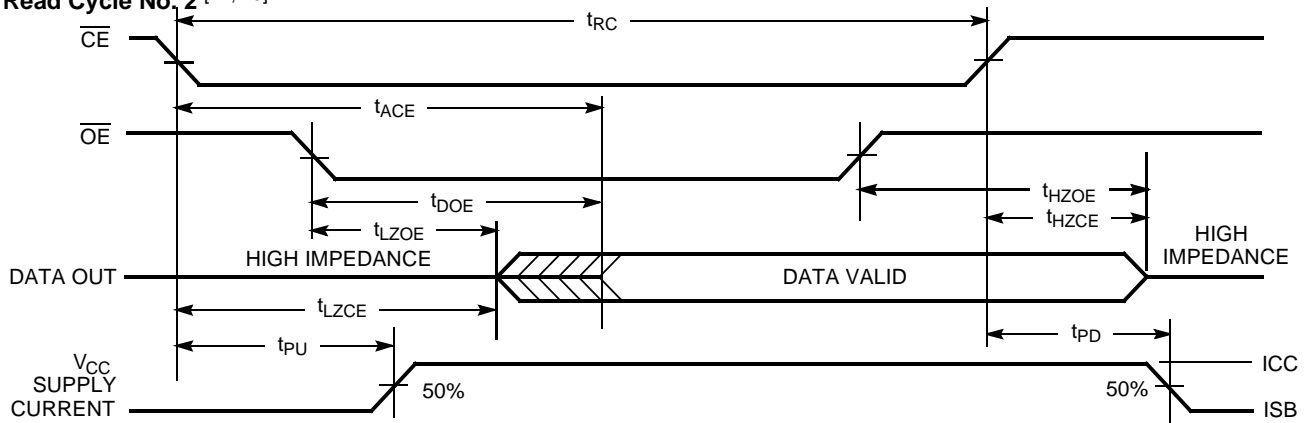 Read Cycle No. 2
tRC
CE
tACE
OE
tDOE
tHZOE
tLZOE
tHZCE
HIGH IMPEDANCE
HIGH IMPEDANCE
DATA OUT
DATA VALID
tLZCE
tPU
tPD
VCC SUPPLY CURRENT
50%
50%
ICC
ISB